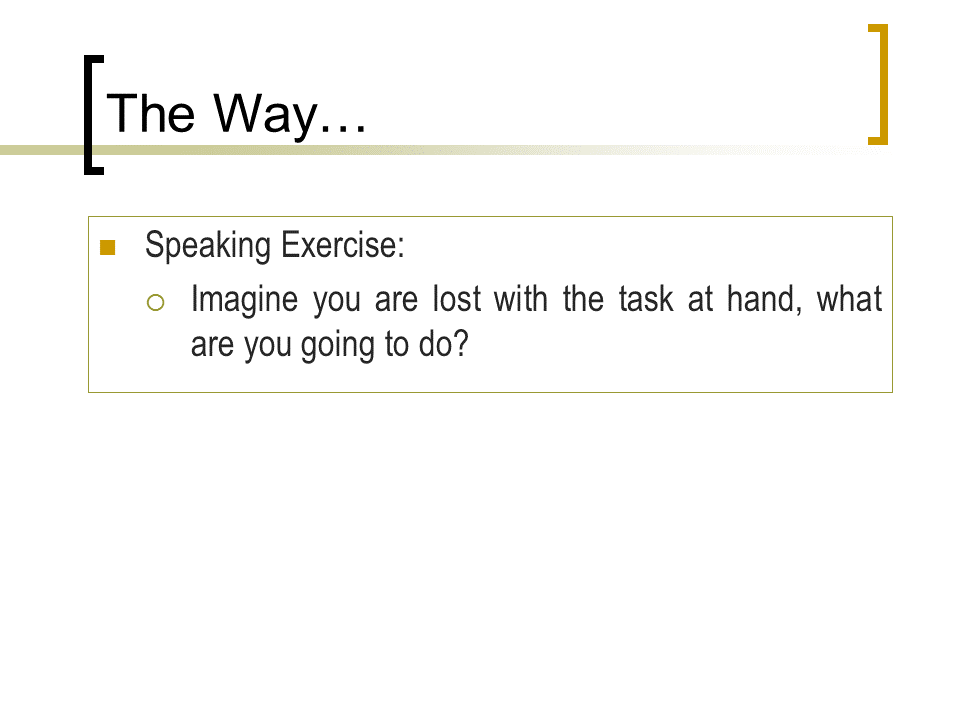 The Way…
Speaking Exercise:
Imagine you are lost with the task at hand, what
are you going to do?